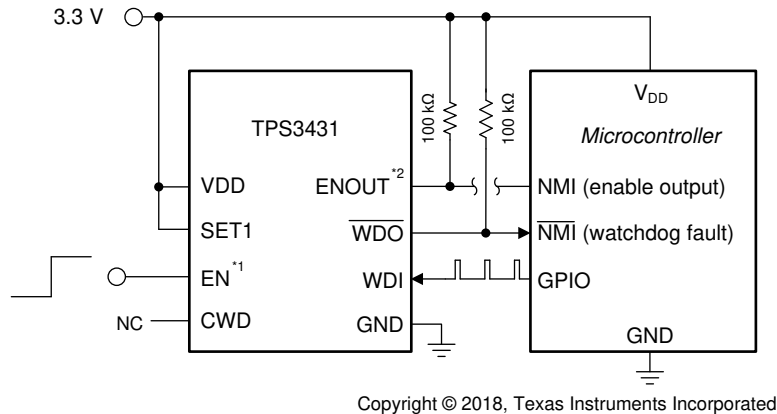 3.3 V
TPS3431
VDD
SET1
EN*1
NC
CWD
ENOUT*2
WDO
WDI
GND
100 kΩ
100 kΩ
VDD
Microcontroller
NMI (enable output)
NMI (watchdog fault)
GPIO
GND
Copyright © 2018, Texas Instruments Incorporated